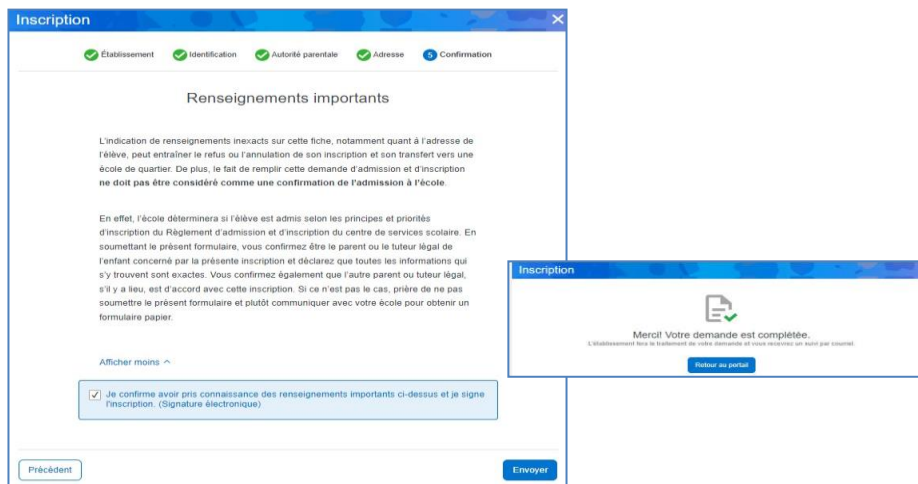 Inscription
Établissement Identification Autorité parentale Adresse 5 Confirmation
Renseignements importants
L'indication de renseignements inexacts sur cette fiche, notamment quant à l'adresse de
l'élève, peut entraîner le refus ou l'annulation de son inscription et son transfert vers une
école de quartier. De plus, le fait de remplir cette demande d'admission et d'inscription
ne doit pas être considéré comme une confirmation de l'admission à l'école.
En effet, l'école déterminera si l'élève est admis selon les principes et priorités
d'inscription du Règlement d'admission et d'inscription du centre de services scolaire. En
soumettant le présent formulaire, vous confirmez être le parent ou le tuteur légal de
l'enfant concerné par la présente inscription et déclarez que toutes les informations qui
s'y trouvent sont exactes. Vous confirmez également que l'autre parent ou tuteur légal,
s'il y a lieu, est d'accord avec cette inscription. Si ce n'est pas le cas, prière de ne pas
soumettre le présent formulaire et plutôt communiquer avec votre école pour obtenir un
formulaire papier.
Afficher moins
Je confirme avoir pris connaissance des renseignements importants ci-dessus et je signe
l'inscription. (Signature électronique)
Précédent
Envoyer
Inscription
Merci! Votre demande est complétée.
L'établissement fera le traitement de votre demande et vous recevrez un suivi par courriel.
Retour au portail